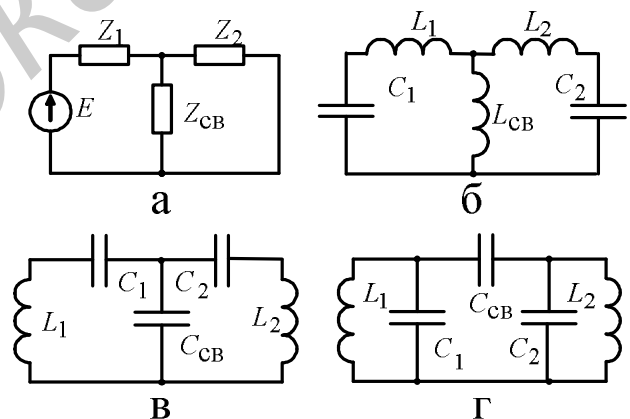 Z1 Z2
E Zсв
а
L1 L2
C1 Lсв C2
б
L1 C1 C2 L2
Cсв
в
L1 Cсв L2
C1 C2
г